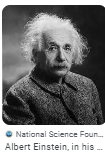 National Science Foun...
Albert Einstein, in his ...